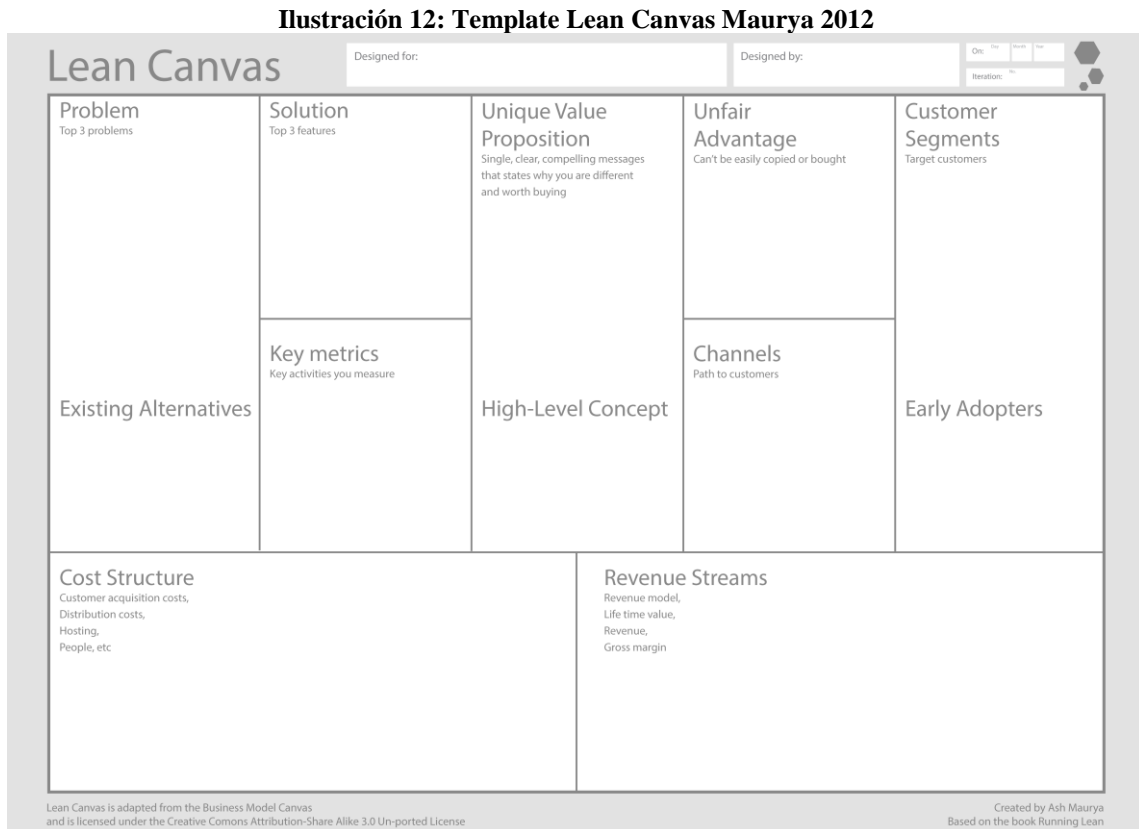 Ilustración 12: Template Lean Canvas Maurya 2012
Lean Canvas
Designed for:
Designed by:
On:
Day
Month
Year
Iteration:
No.
Problem
Top 3 problems
Existing Alternatives
Solution
Top 3 features
Key metrics
Key activities you measure
Unique Value
Proposition
Single, clear, compelling messages
that states why you are different
and worth buying
High-Level Concept
Unfair
Advantage
Can't be easily copied or bought
Channels
Path to customers
Customer
Segments
Target customers
Early Adopters
Cost Structure
Customer acquisition costs,
Distribution costs,
Hosting,
People, etc
Revenue Streams
Revenue model,
Life time value,
Revenue,
Gross margin
Lean Canvas is adapted from the Business Model Canvas
and is licensed under the Creative Comons Attribution-Share Alike 3.0 Un-ported License
Created by Ash Maurya
Based on the book Running Lean